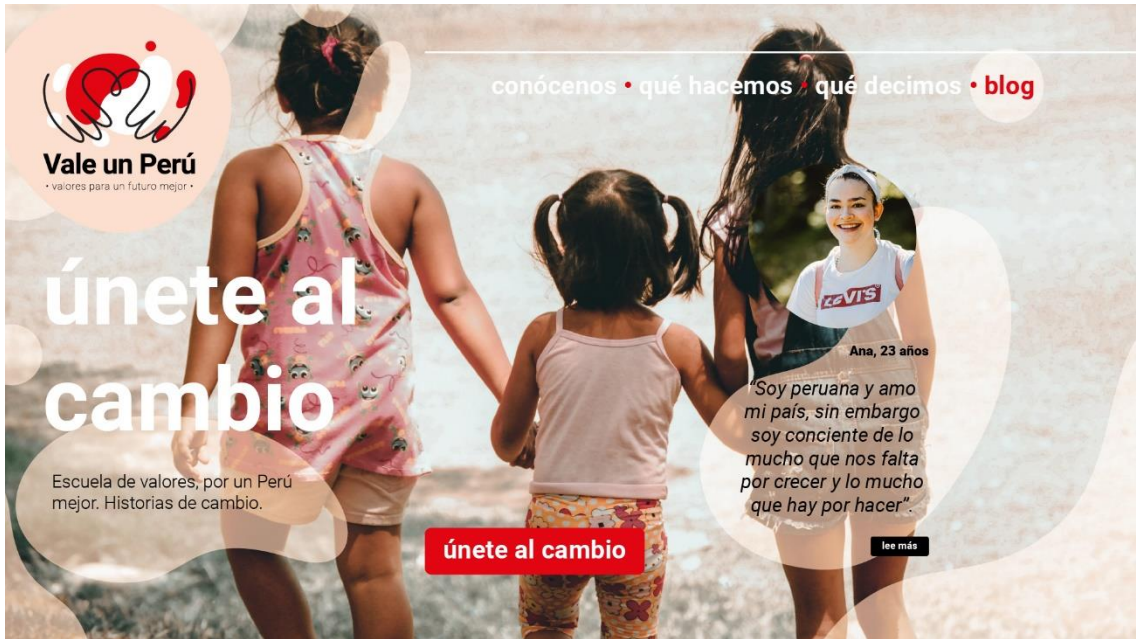 Vale un Perú
• valores para un futuro mejor •
conócenos • qué hacemos • qué decimos • blog
únete al
cambio
Escuela de valores, por un Perú
mejor. Historias de cambio.
únete al cambio
LEVI'S
Ana, 23 años
“Soy peruana y amo
mi país, sin embargo
soy conciente de lo
mucho que nos falta
por crecer y lo mucho
que hay por hacer”.
lee más